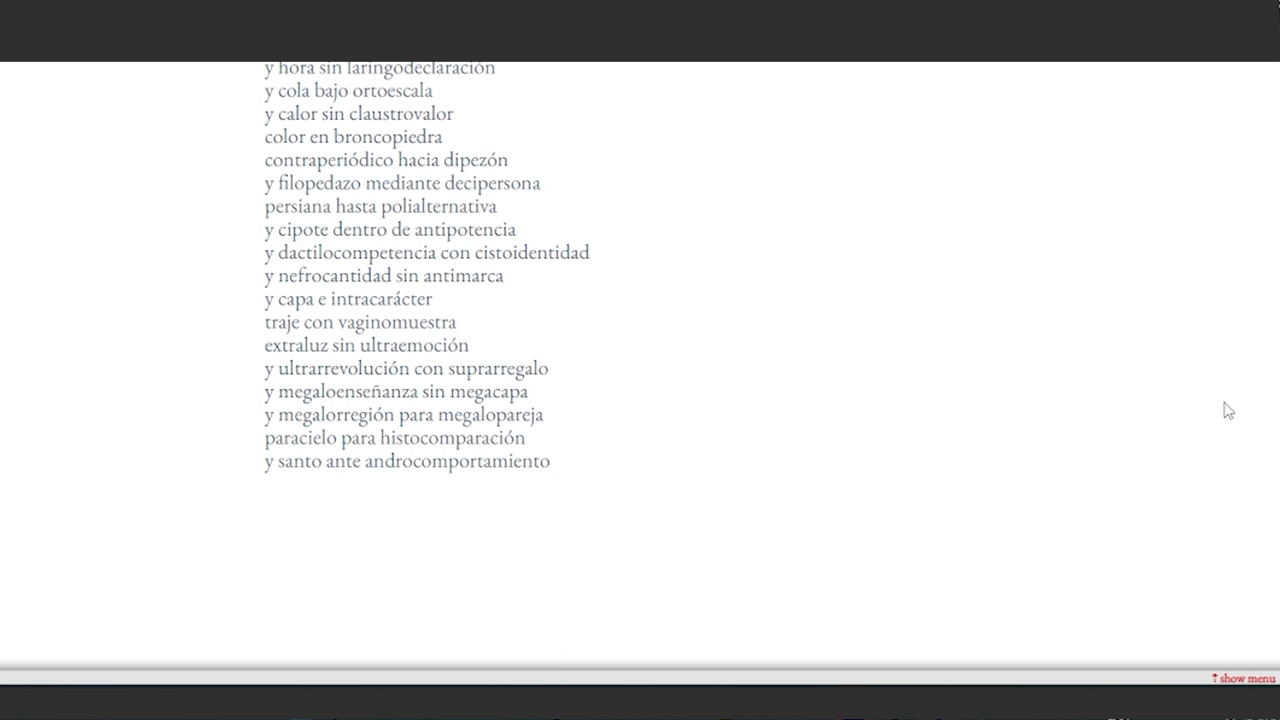 y hora sin laringodeclaración
y cola bajo ortoescala
y calor sin claustrovalor
color en broncopiedra
contraperiódico hacia dipezón
y filopedazo mediante decipersona
persiana hasta polialternativa
y cipote dentro de antipotencia
y dactilocompetencia con cistoidentidad
y nefrocantidad sin antimarca
y capa e intracarácter
traje con vaginomuestra
extraluz sin ultraemoción
y ultrarrevolución con suprarregalo
y megaloenseñanza sin megacapa
y megalorregión para megalopareja
paracielo para histocomparación
y santo ante androcomportamiento
↑ show menu